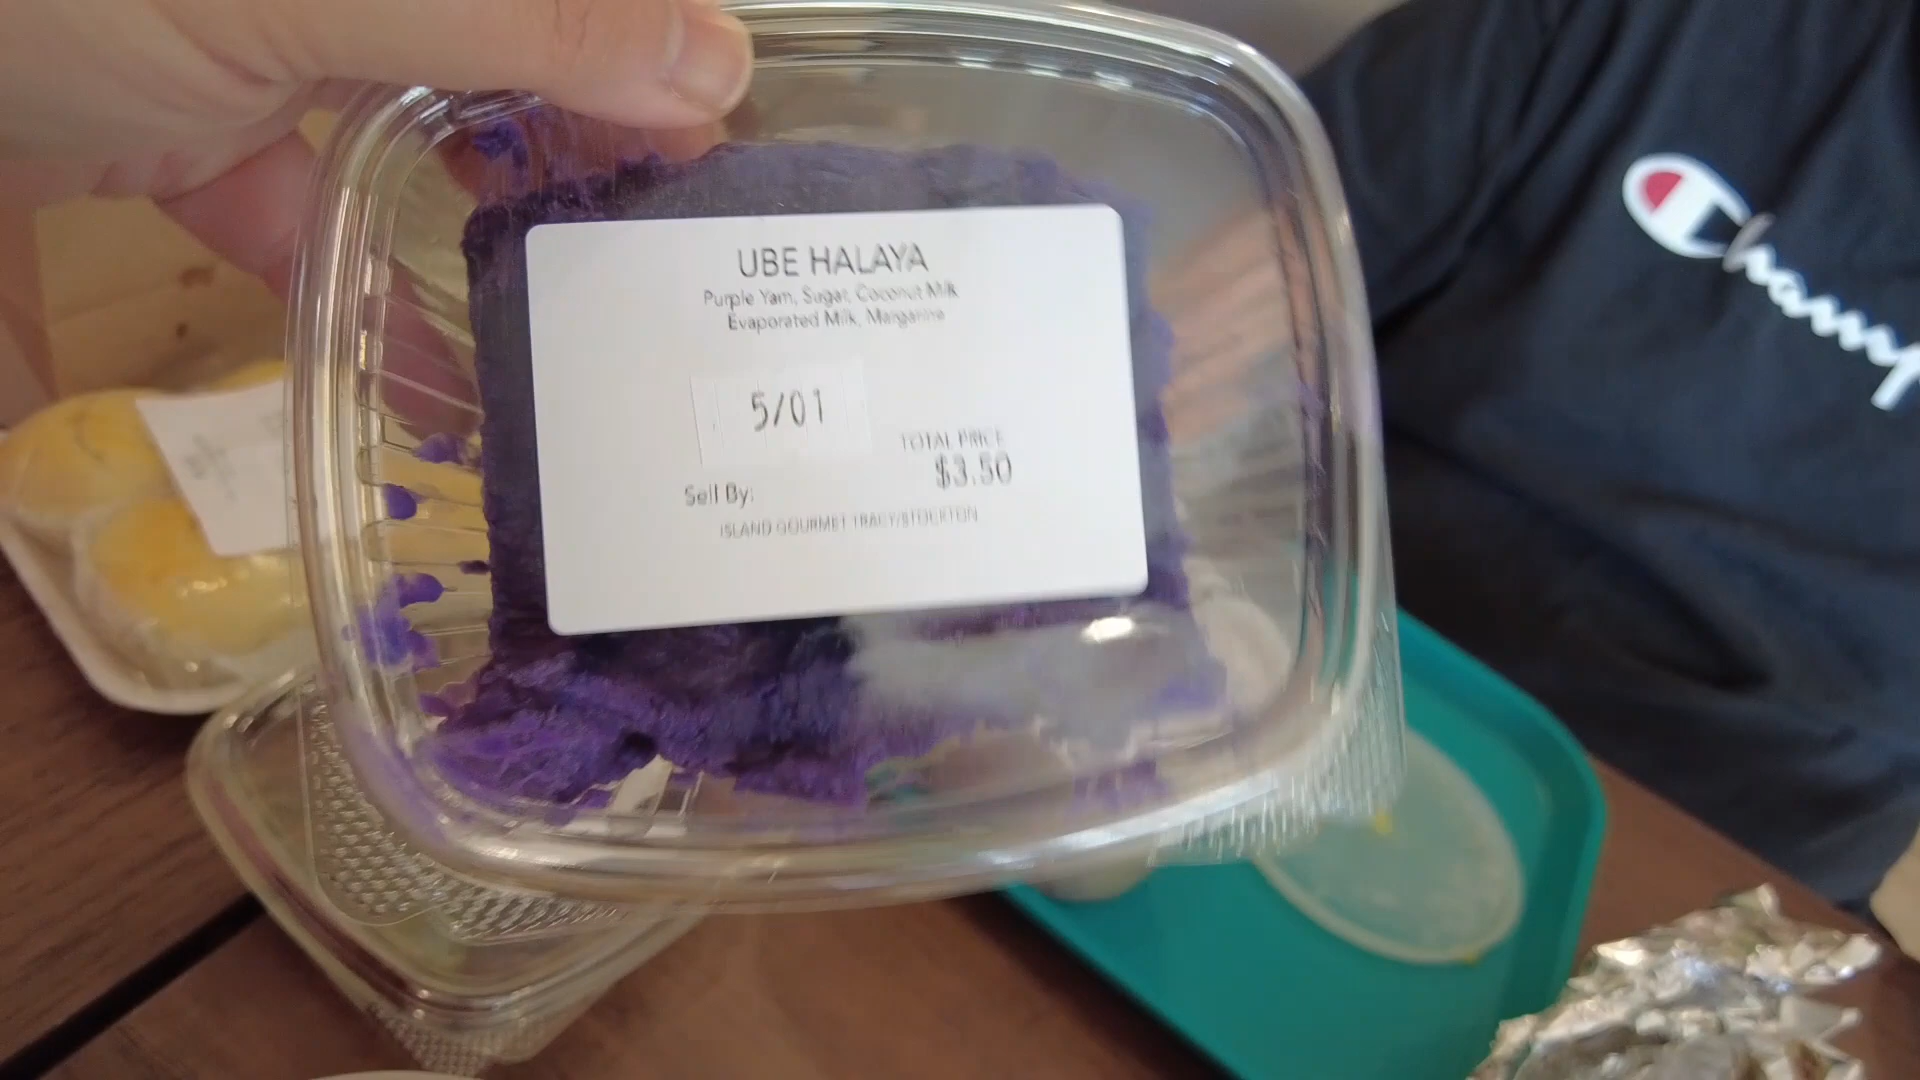 UBE HALAYA
Purple Yam, Sugar, Coconut Milk
Evaporated Milk, Margarine
5/01
TOTAL PRICE
$3.50
Sell By:
ISLAND GOURMET TRACY/STOCKTON
Champ